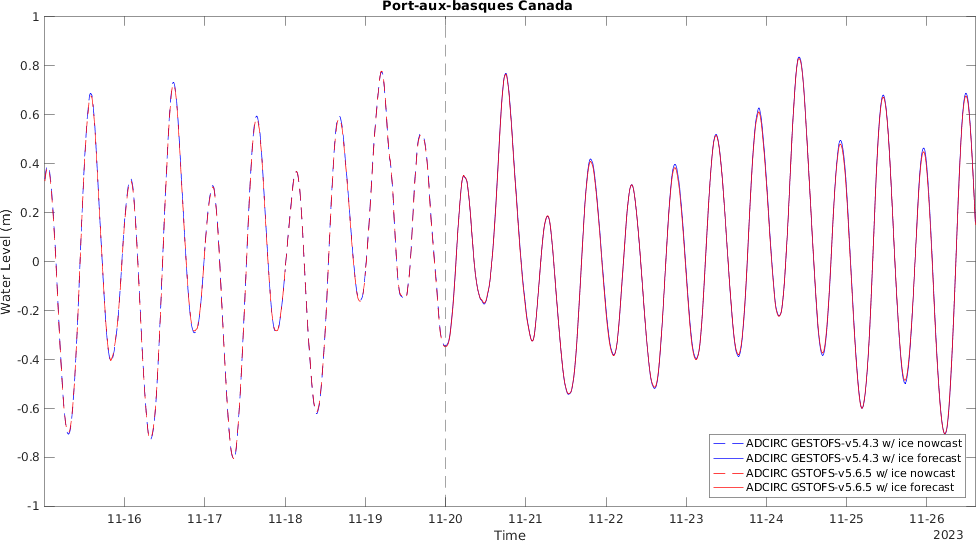 Port-aux-basques Canada
1
0.8
0.6
0.4
0.2
0
-0.2
-0.4
-0.6
-0.8
-1
Water Level (m)
ADCIRC GESTOFS-v5.4.3 w/ ice nowcast
ADCIRC GESTOFS-v5.4.3 w/ ice forecast
ADCIRC GSTOFS-v5.6.5 w/ ice nowcast
ADCIRC GSTOFS-v5.6.5 w/ ice forecast
11-16 11-17 11-18 11-19 11-20 11-21 11-22 11-23 11-24 11-25 11-26
Time
2023